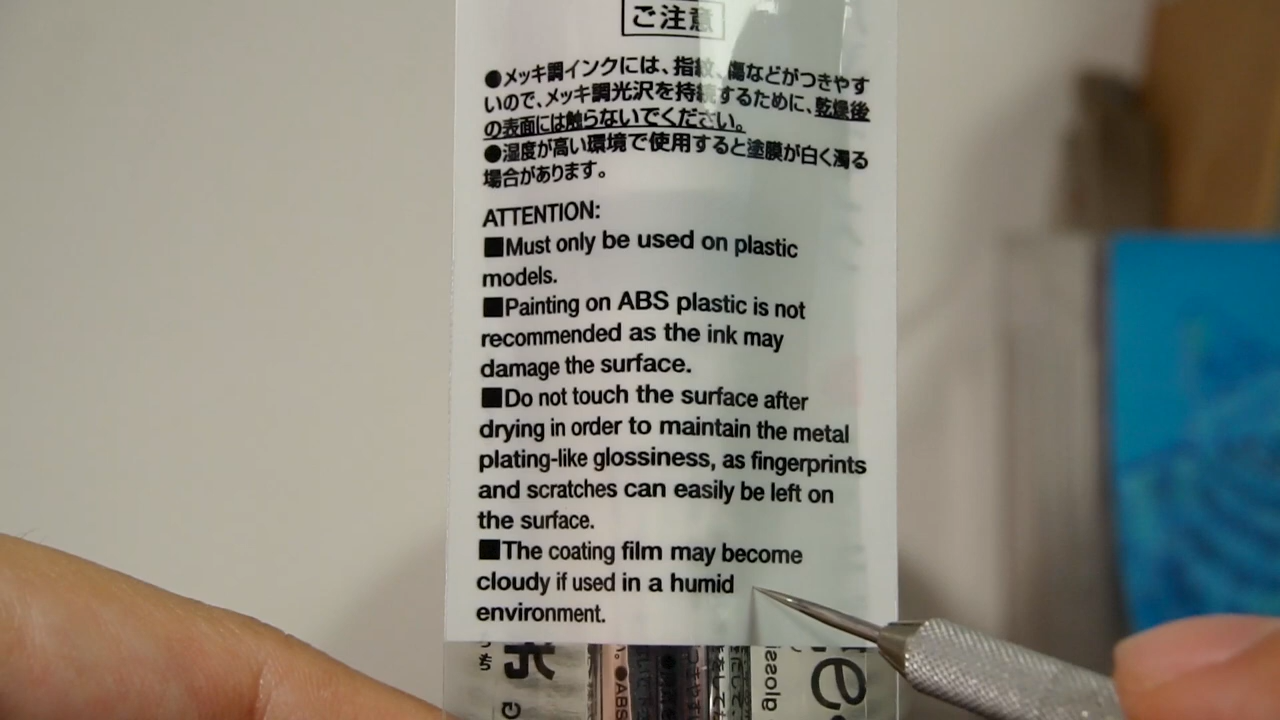 ご注意
●メッキ調インクには、指紋、傷などがつきやす
いので、メッキ調光沢を持続するために、乾燥後
の表面には触らないでください。
●湿度が高い環境で使用すると塗膜が白く濁る
場合があります。
ATTENTION:
■Must only be used on plastic
models.
■Painting on ABS plastic is not
recommended as the ink may
damage the surface.
■Do not touch the surface after
drying in order to maintain the metal
plating-like glossiness, as fingerprints
and scratches can easily be left on
the surface.
■The coating film may become
cloudy if used in a humid
environment.
光
●ABS